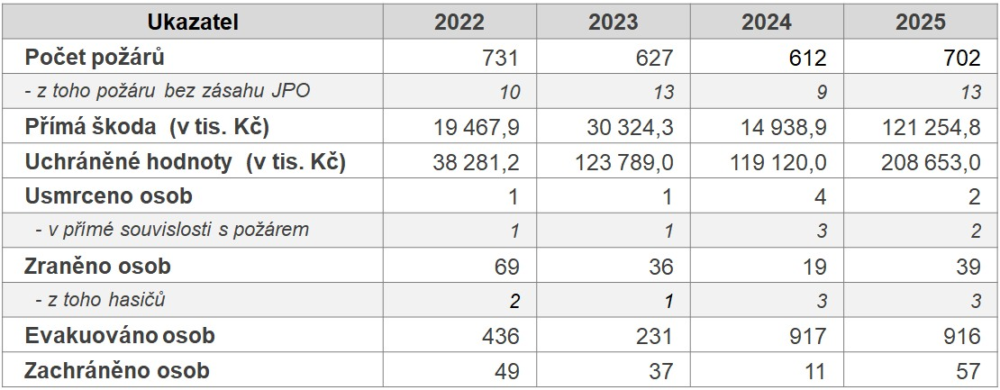 Ukazatel 2022 2023 2024 2025
Počet požárů 731 627 612 702
- z toho požáru bez zásahu JPO 10 13 9 13
Přímá škoda (v tis. Kč) 19 467,9 30 324,3 14 938,9 121 254,8
Uchráněné hodnoty (v tis. Kč) 38 281,2 123 789,0 119 120,0 208 653,0
Usmrceno osob 1 1 4 2
- v přímé souvislosti s požárem 1 1 3 2
Zraněno osob 69 36 19 39
- z toho hasičů 2 1 3 3
Evakuováno osob 436 231 917 916
Zachráněno osob 49 37 11 57